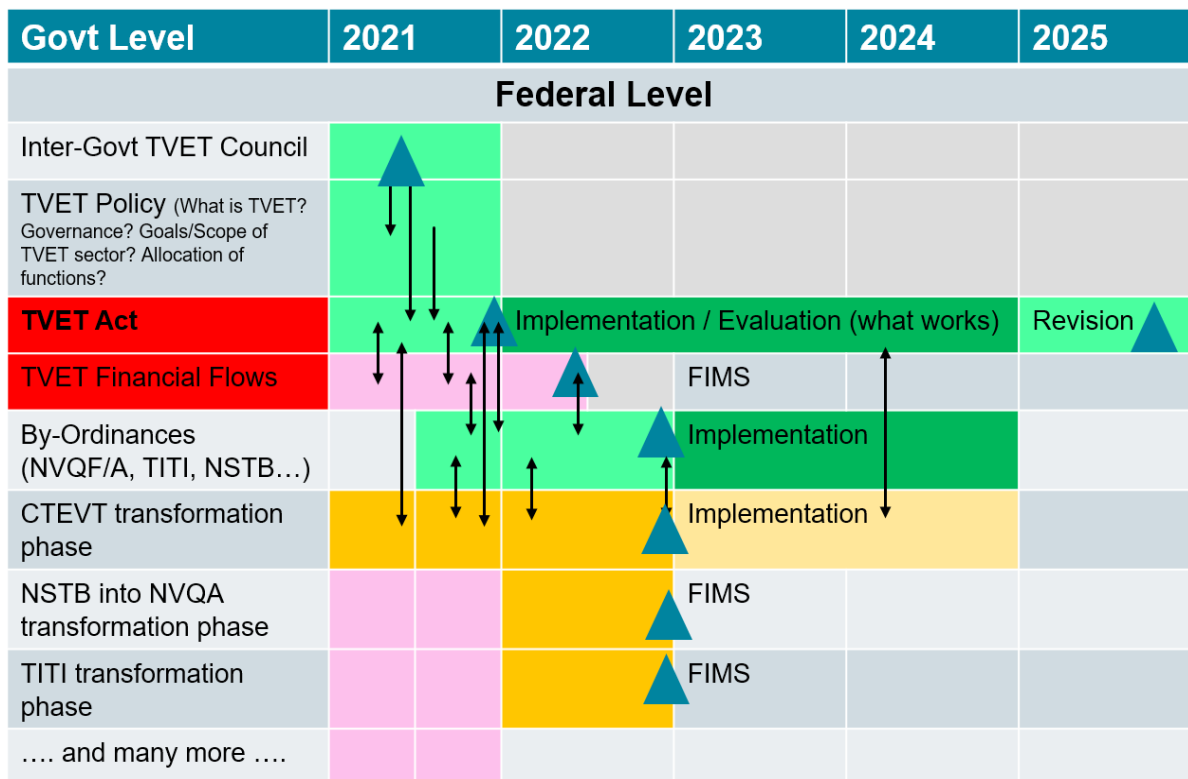 Govt Level 2021 2022 2023 2024 2025
Federal Level
Inter-Govt TVET Council
TVET Policy (What is TVET?
Governance? Goals/Scope of
TVET sector? Allocation of
functions?
TVET Act Implementation / Evaluation (what works) Revision
TVET Financial Flows FIMS
By-Ordinances Implementation
(NVQF/A, TITI, NSTB…)
CTEVT transformation Implementation
phase
NSTB into NVQA FIMS
transformation phase
TITI transformation FIMS
phase
…. and many more ….